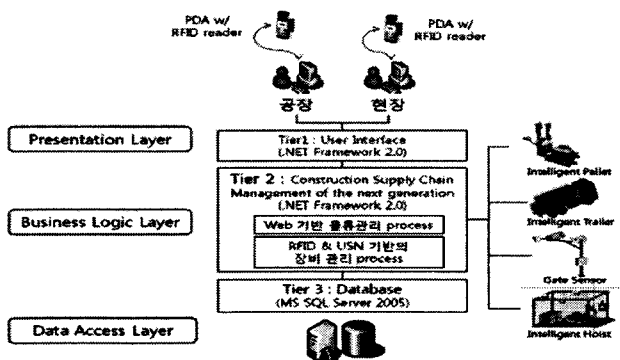 PDA w/
RFID reader
PDA w/
RFID reader
공장
현장
Presentation Layer
Tier1 : User Interface
(.NET Framework 2.0)
Business Logic Layer
Tier 2 : Construction Supply Chain
Management of the next generation
(.NET Framework 2.0)
Web 기반 물류관리 process
RFID & USN 기반의
장비 관리 process
Tier 3 : Database
(MS SQL Server 2005)
Data Access Layer
Intelligent Pallet
Intelligent Trailer
Gate Sensor
Intelligent Hoist